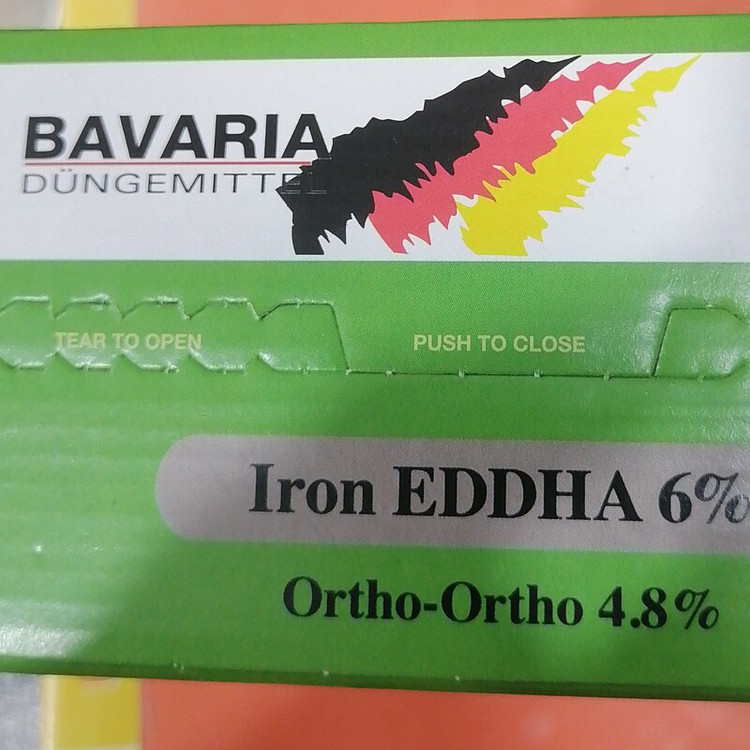 BAVARIA
DÜNGEMITTEL
TEAR TO OPEN
PUSH TO CLOSE
Iron EDDHA 6%
Ortho-Ortho 4.8%